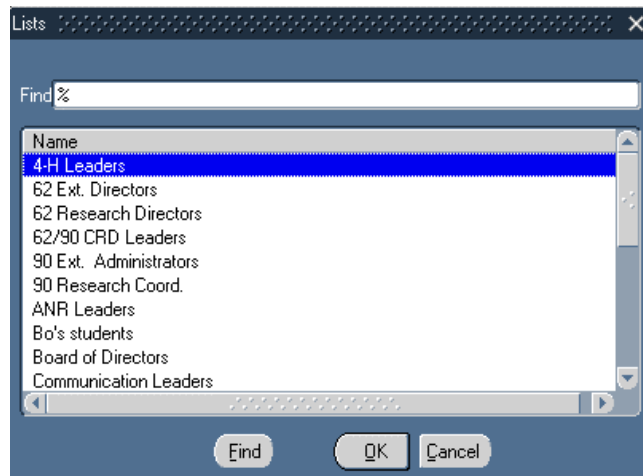 Lists
Find %
Name
4-H Leaders
62 Ext. Directors
62 Research Directors
62/90 CRD Leaders
90 Ext.  Administrators
90 Research Coord.
ANR Leaders
Bo's students
Board of Directors
Communication Leaders
Find OK Cancel